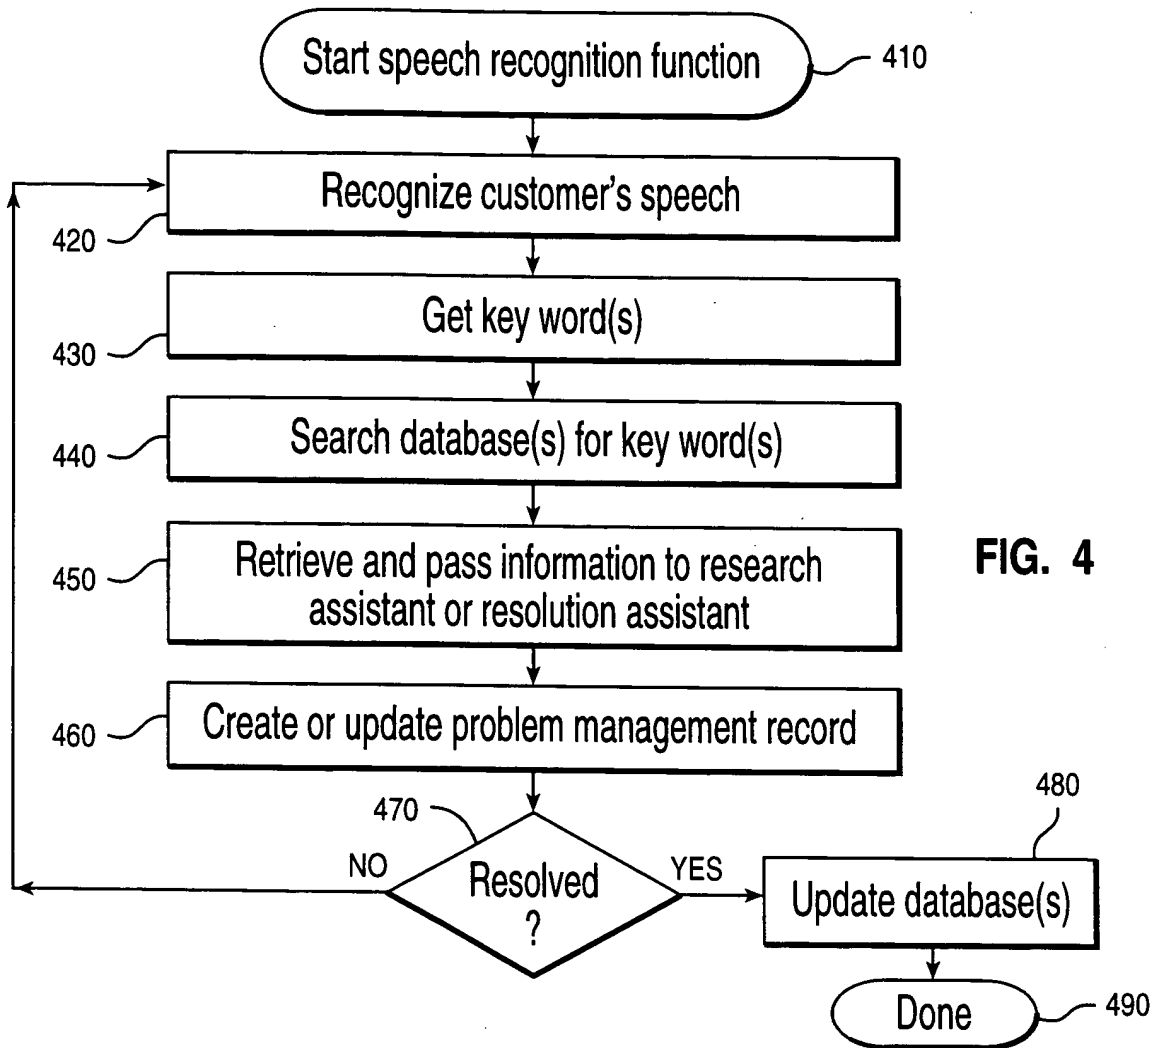 Start speech recognition function
410
Recognize customer's speech
420
Get key word(s)
430
Search database(s) for key word(s)
440
Retrieve and pass information to research
assistant or resolution assistant
450
FIG. 4
Create or update problem management record
460
470
480
NO
Resolved
?
YES
Update database(s)
Done
490